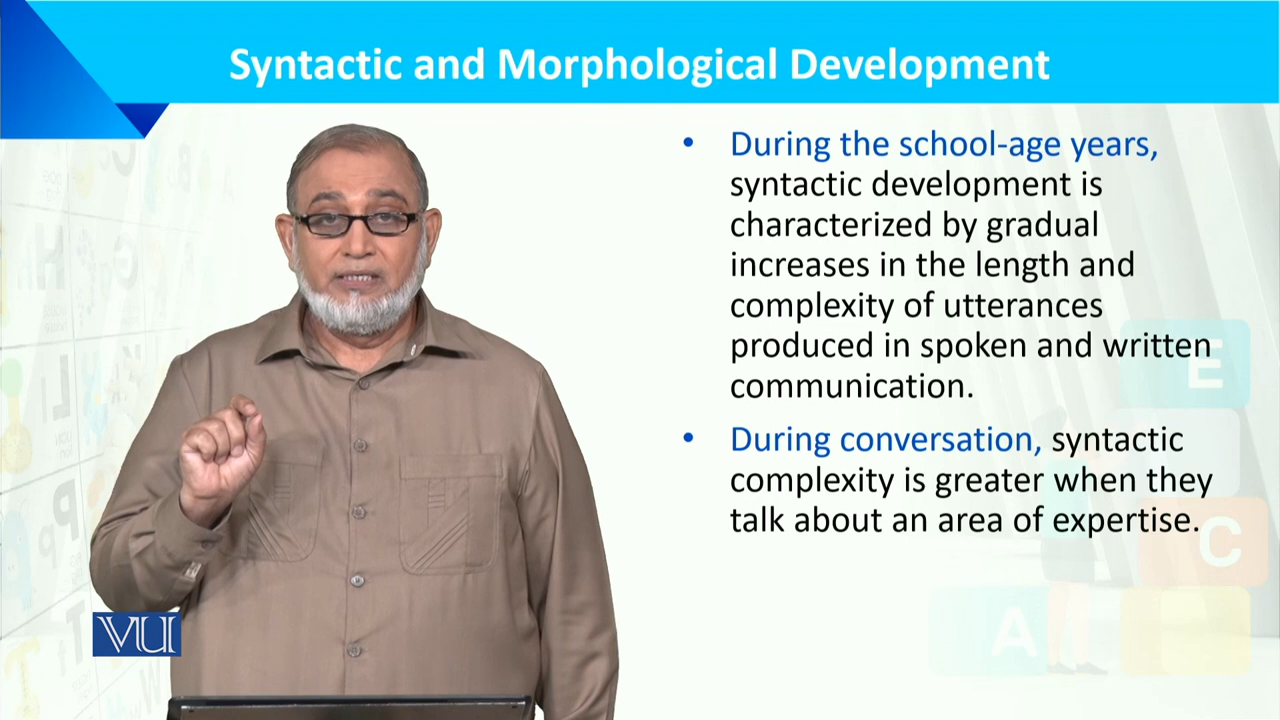 Syntactic and Morphological Development
• During the school-age years,
syntactic development is
characterized by gradual
increases in the length and
complexity of utterances
produced in spoken and written
communication.
• During conversation, syntactic
complexity is greater when they
talk about an area of expertise.
VU
E
C
A